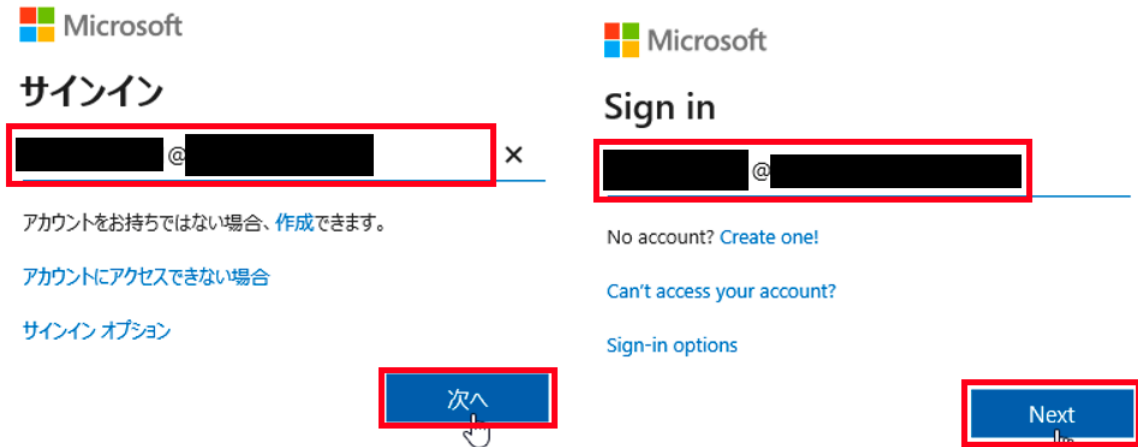 Microsoft
サインイン
@
アカウントをお持ちではない場合、作成できます。
アカウントにアクセスできない場合
サインイン オプション
次へ
Microsoft
Sign in
@
No account? Create one!
Can't access your account?
Sign-in options
Next